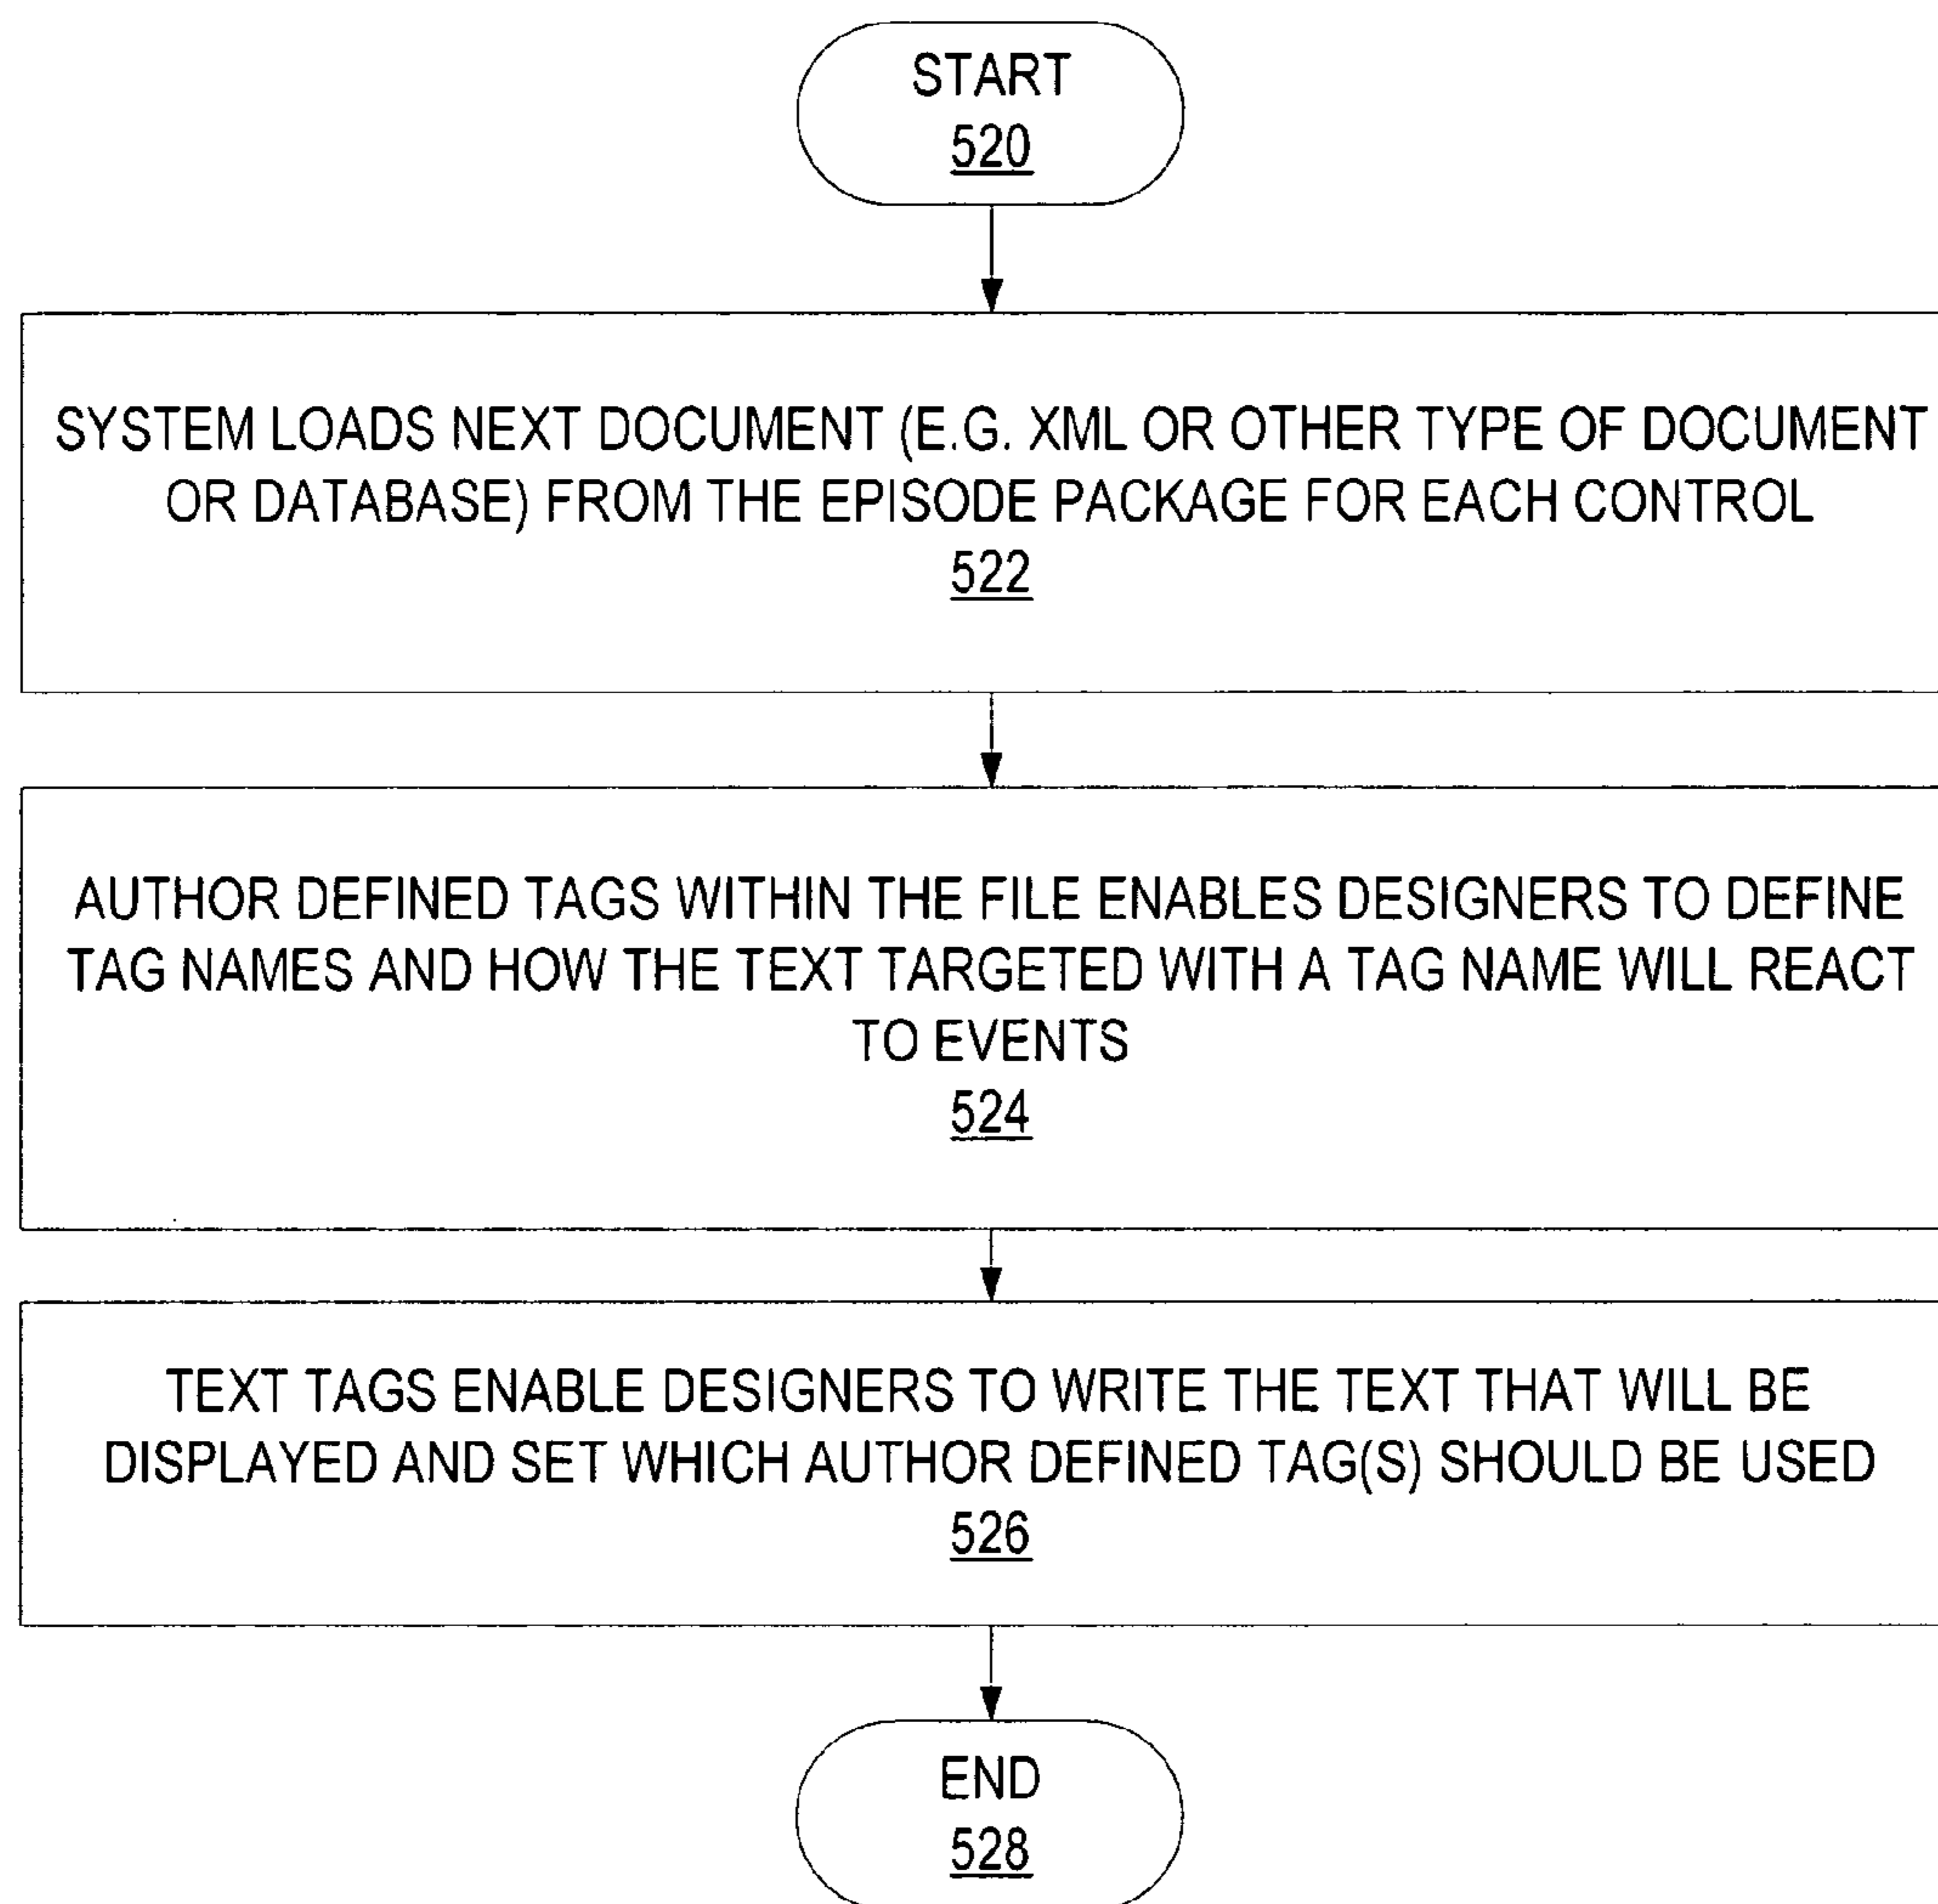 START
520
SYSTEM LOADS NEXT DOCUMENT (E.G. XML OR OTHER TYPE OF DOCUMENT
OR DATABASE) FROM THE EPISODE PACKAGE FOR EACH CONTROL
522
AUTHOR DEFINED TAGS WITHIN THE FILE ENABLES DESIGNERS TO DEFINE
TAG NAMES AND HOW THE TEXT TARGETED WITH A TAG NAME WILL REACT
TO EVENTS
524
TEXT TAGS ENABLE DESIGNERS TO WRITE THE TEXT THAT WILL BE
DISPLAYED AND SET WHICH AUTHOR DEFINED TAG(S) SHOULD BE USED
526
END
528